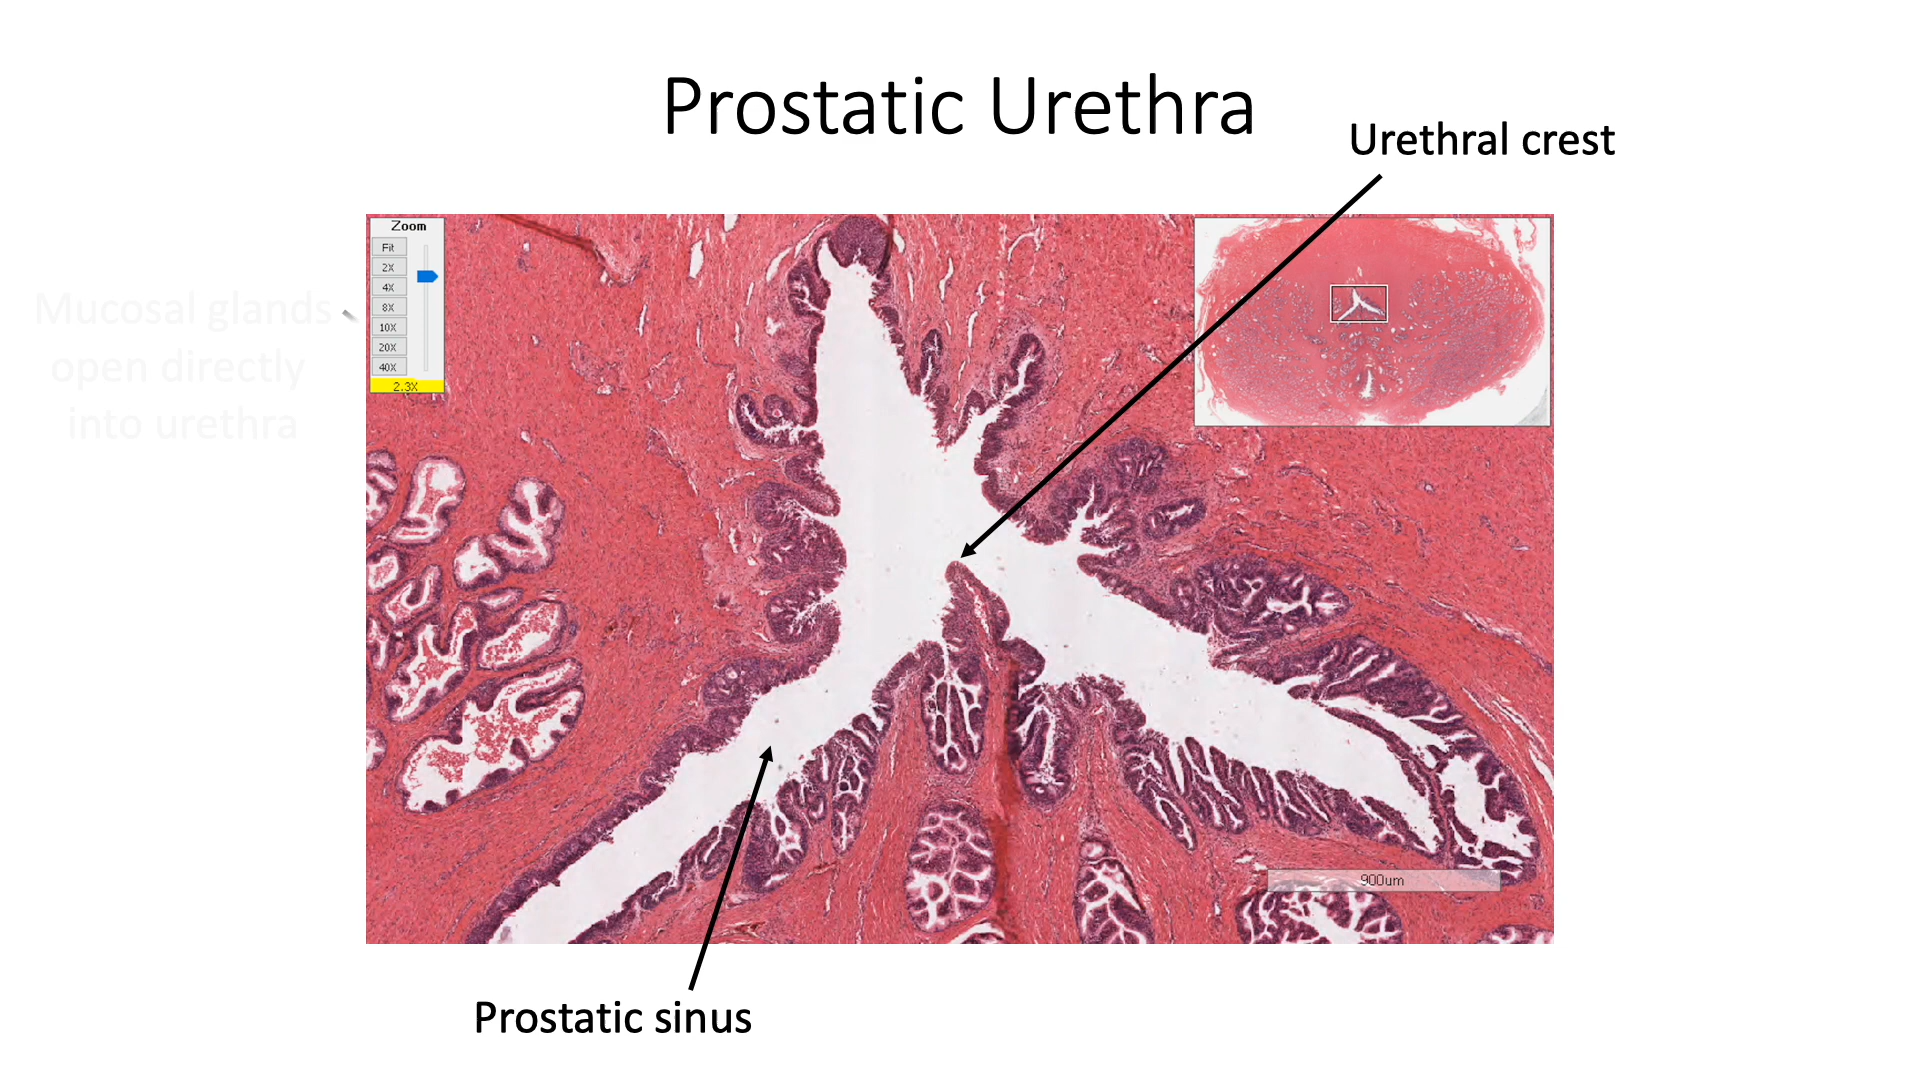 Prostatic Urethra
Urethral crest
Mucosal glands
open directly
into urethra
Zoom
Fit
2X
4X
8X
10X
20X
40X
2.3X
900um
Prostatic sinus